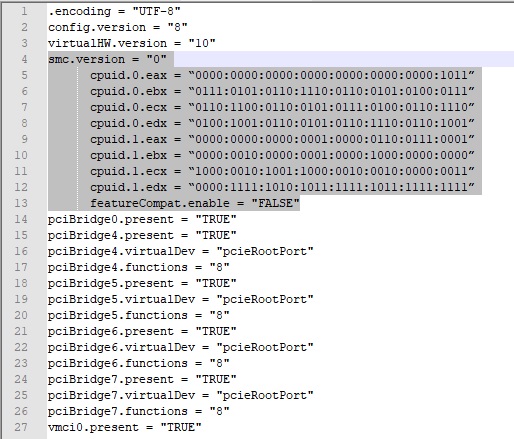 1 .encoding = "UTF-8"
2 config.version = "8"
3 virtualHW.version = "10"
4 smc.version = "0"
5 cpuid.0.eax = “0000:0000:0000:0000:0000:0000:0000:1011”
6 cpuid.0.ebx = “0111:0101:0110:1110:0110:0101:0100:0111”
7 cpuid.0.ecx = “0110:1100:0110:0101:0111:0100:0110:1110”
8 cpuid.0.edx = “0100:1001:0110:0101:0110:1110:0110:1001”
9 cpuid.1.eax = “0000:0000:0000:0001:0000:0110:0111:0001”
10 cpuid.1.ebx = “0000:0010:0000:0001:0000:1000:0000:0000”
11 cpuid.1.ecx = “1000:0010:1001:1000:0010:0010:0000:0011”
12 cpuid.1.edx = “0000:1111:1010:1011:1111:1011:1111:1111”
13 featureCompat.enable = "FALSE"
14 pciBridge0.present = "TRUE"
15 pciBridge4.present = "TRUE"
16 pciBridge4.virtualDev = "pcieRootPort"
17 pciBridge4.functions = "8"
18 pciBridge5.present = "TRUE"
19 pciBridge5.virtualDev = "pcieRootPort"
20 pciBridge5.functions = "8"
21 pciBridge6.present = "TRUE"
22 pciBridge6.virtualDev = "pcieRootPort"
23 pciBridge6.functions = "8"
24 pciBridge7.present = "TRUE"
25 pciBridge7.virtualDev = "pcieRootPort"
26 pciBridge7.functions = "8"
27 vmci0.present = "TRUE"